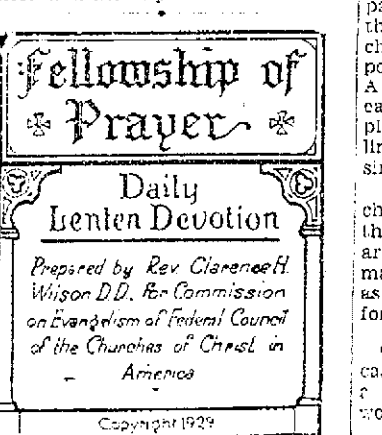 Fellowship of
Prayer
Daily
Lenten Devotion
Prepared by Rev. Clarence H.
Wilson D.D. for Commission
on Evangelism of Federal Council
of the Churches of Christ in
America
Copyright 1929